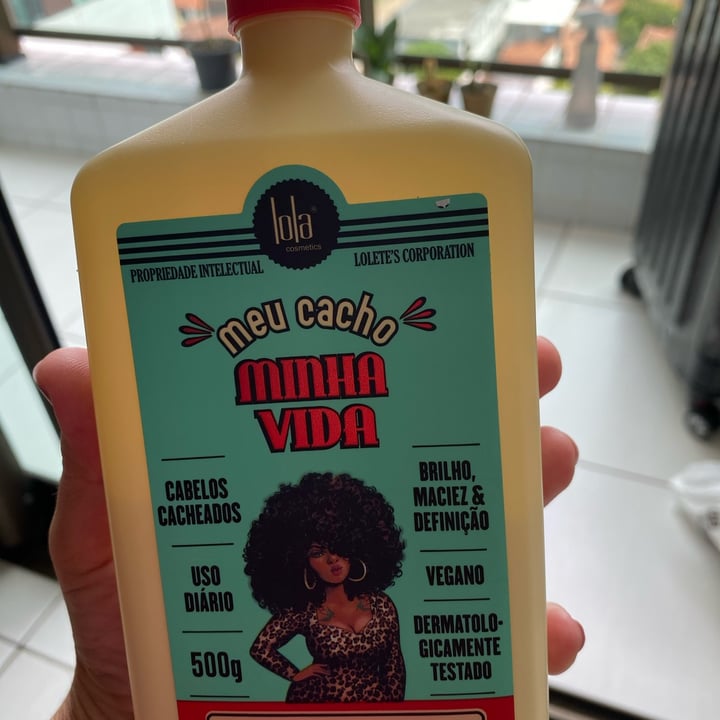 lola
cosmetics
PROPRIEDADE INTELECTUAL
LOLETE'S CORPORATION
meu cacho
MINHA
VIDA
CABELOS
CACHEADOS
USO
DIÁRIO
500g
BRILHO,
MACIEZ &
DEFINIÇÃO
VEGANO
DERMATOLO-
GICAMENTE
TESTADO